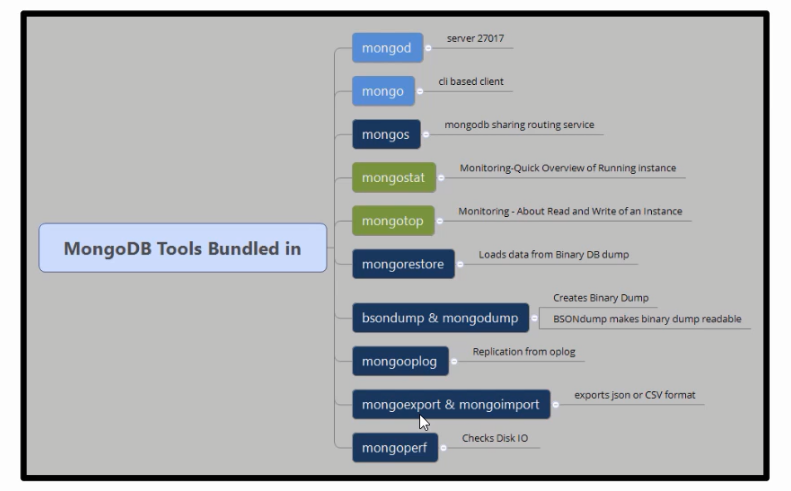 mongod
server 27017
mongo
cli based client
mongos
mongodb sharing routing service
mongostat
Monitoring-Quick Overview of Running instance
mongotop
Monitoring - About Read and Write of an Instance
MongoDB Tools Bundled in
mongorestore
Loads data from Binary DB dump
bsondump & mongodump
Creates Binary Dump
BSONdump makes binary dump readable
mongooplog
Replication from oplog
mongoexport & mongoimport
exports json or CSV format
mongoperf
Checks Disk IO